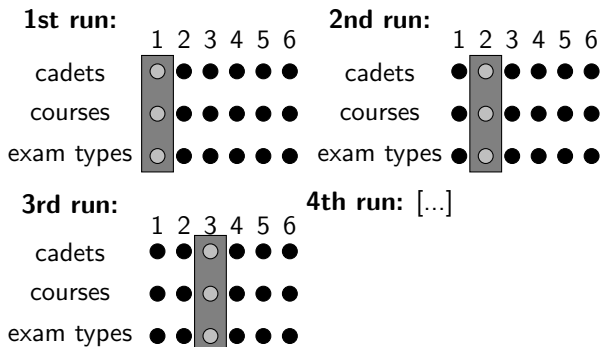 1st run:
1 2 3 4 5 6
cadets
courses
exam types
2nd run:
1 2 3 4 5 6
cadets
courses
exam types
3rd run:
1 2 3 4 5 6
cadets
courses
exam types
4th run: [...]